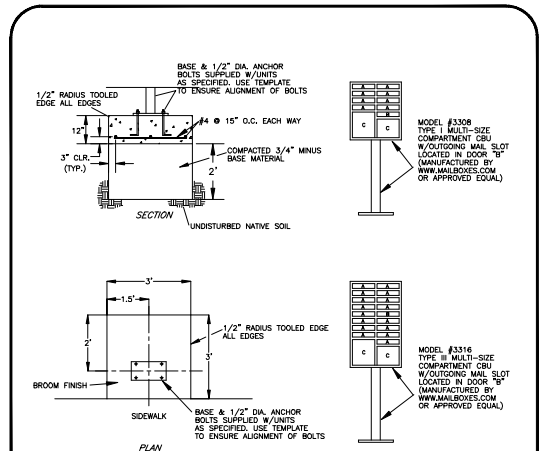 BASE & 1/2" DIA. ANCHOR
BOLTS SUPPLIED W/UNITS
AS SPECIFIED. USE TEMPLATE
TO ENSURE ALIGNMENT OF BOLTS
1/2" RADIUS TOOLED
EDGE ALL EDGES
#4 @ 15" O.C. EACH WAY
12"
3" CLR.
(TYP.)
COMPACTED 3/4" MINUS
BASE MATERIAL
2'
SECTION
UNDISTURBED NATIVE SOIL
A A
A A
A A
A A
A B
C C
MODEL #3308
TYPE I MULTI-SIZE
COMPARTMENT CBU
W/OUTGOING MAIL SLOT
LOCATED IN DOOR "B"
(MANUFACTURED BY
WWW.MAILBOXES.COM
OR APPROVED EQUAL)
3'
1.5'
2'
3'
1/2" RADIUS TOOLED EDGE
ALL EDGES
BROOM FINISH
SIDEWALK
BASE & 1/2" DIA. ANCHOR
BOLTS SUPPLIED W/UNITS
AS SPECIFIED. USE TEMPLATE
TO ENSURE ALIGNMENT OF BOLTS
PLAN
A A
A A
A A
A A
A B
A A
A A
A A
A A
C C
MODEL #3316
TYPE III MULTI-SIZE
COMPARTMENT CBU
W/OUTGOING MAIL SLOT
LOCATED IN DOOR "B"
(MANUFACTURED BY
WWW.MAILBOXES.COM
OR APPROVED EQUAL)